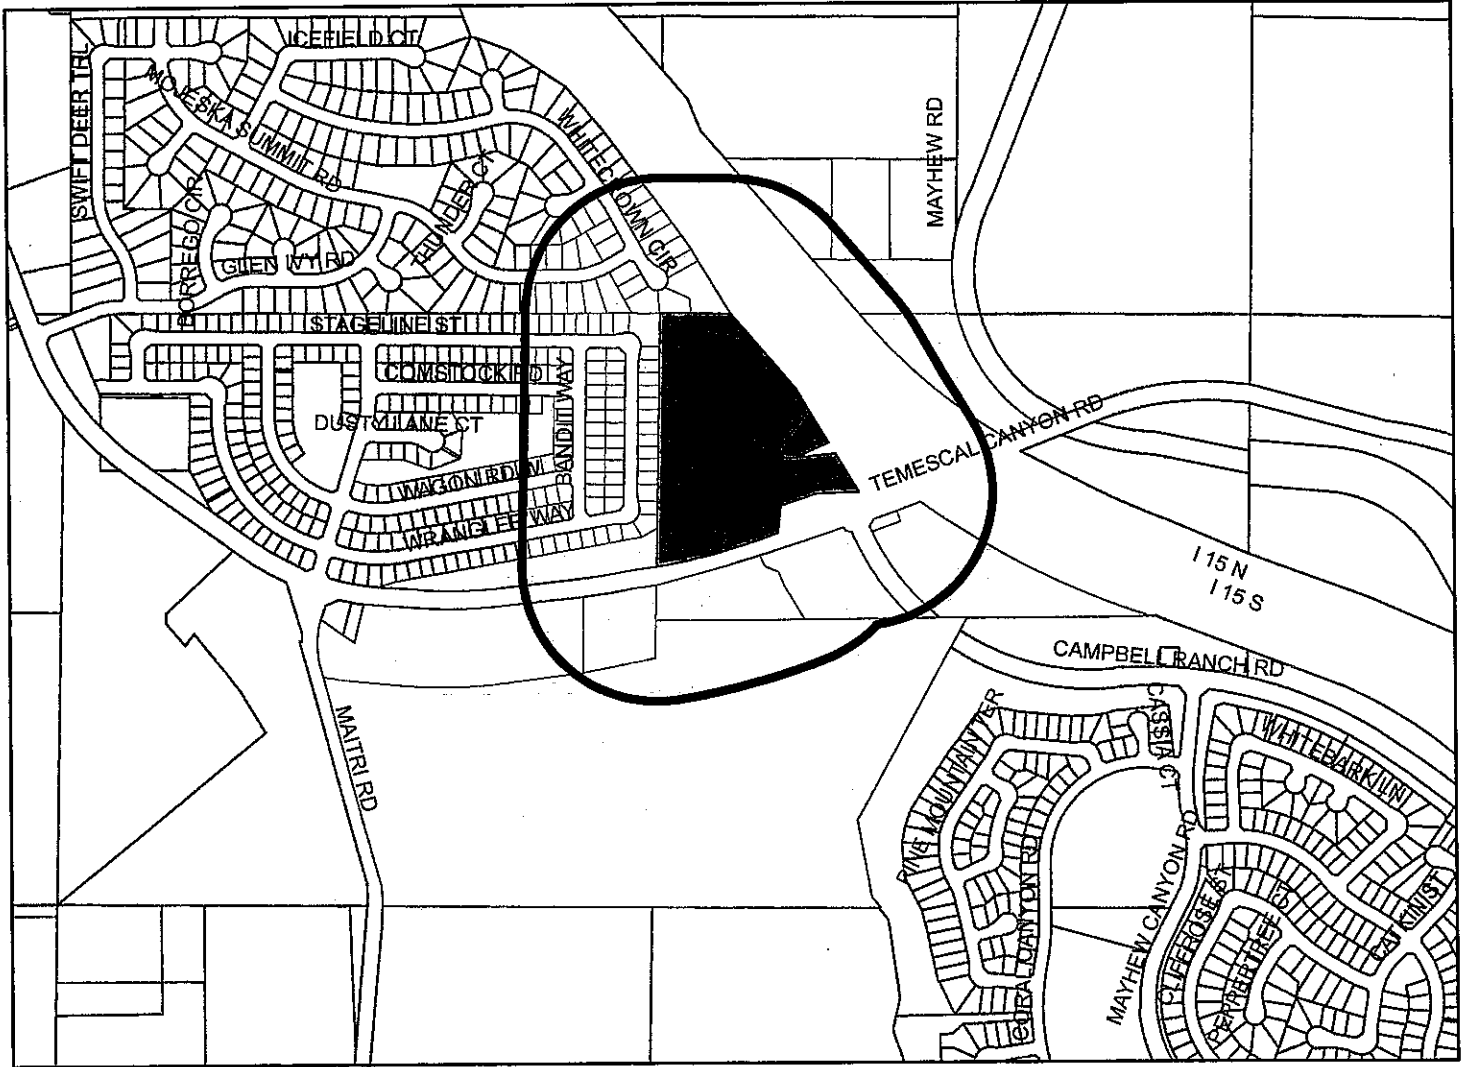 ICEFIELD CT
SWIFT DEER TRL
MOJESKA SUMMIT RD
WHITECROWN CIR
MAYHEW RD
THUNDER CT
BORREGO CIR
GLEN IVY RD
STAGELINE ST
COMSTOCK RD
BANDIT WAY
DUSTY LANE CT
WAGON RD
WRANGLER WAY
TEMESCAL CANYON RD
I 15 N
I 15 S
CAMPBELL RANCH RD
MAITRI RD
PINE MOUNTAIN TER
CASSIA CT
WHITEBARK LN
CORAL CANYON RD
MAYHEW CANYON RD
CLIFFROSE ST
PEPPERTREE ST
CATKIN ST